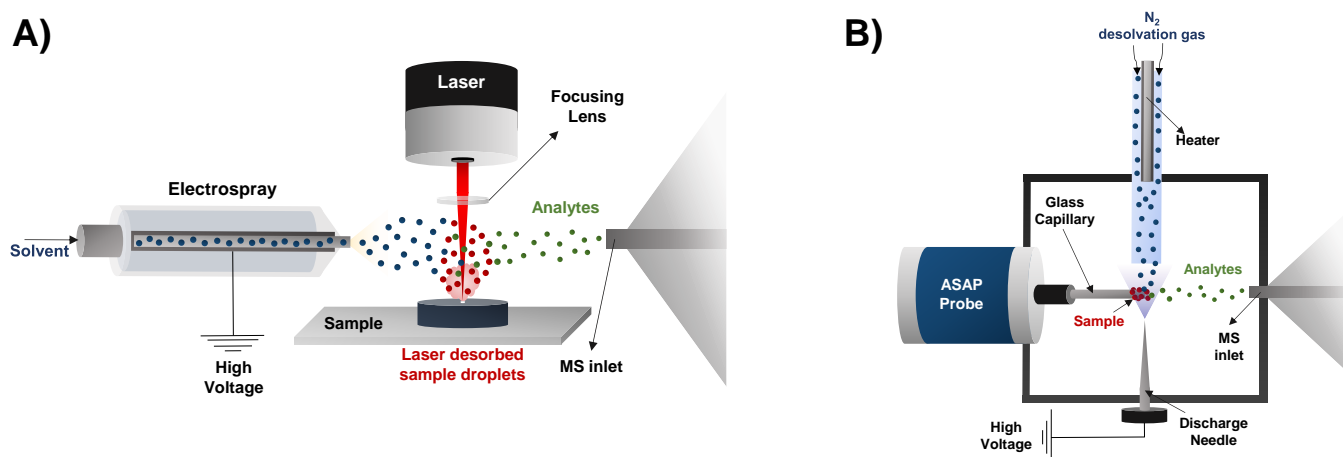 A)
Laser
Focusing
Lens
Electrospray
Analytes
Solvent
Sample
High
Voltage
Laser desorbed
sample droplets
MS inlet
B)
N2
desolvation gas
Heater
Glass
Capillary
Analytes
ASAP
Probe
Sample
MS
inlet
High
Voltage
Discharge
Needle